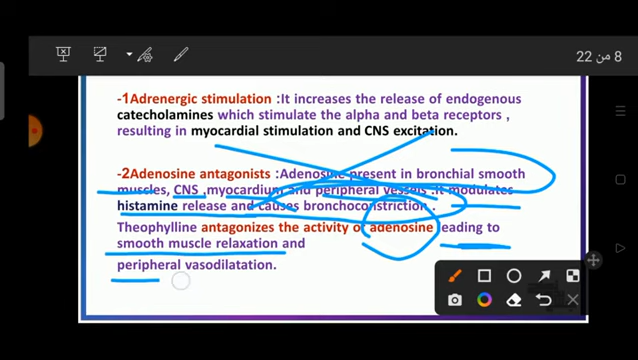 8 من 22
-1Adrenergic stimulation :It increases the release of endogenous
catecholamines which stimulate the alpha and beta receptors ,
resulting in myocardial stimulation and CNS excitation.
-2Adenosine antagonists :Adenosine present in bronchial smooth
muscles, CNS ,myocardium and peripheral vessels .It modulates
histamine release and causes bronchoconstriction .
Theophylline antagonizes the activity of adenosine leading to
smooth muscle relaxation and
peripheral vasodilatation.